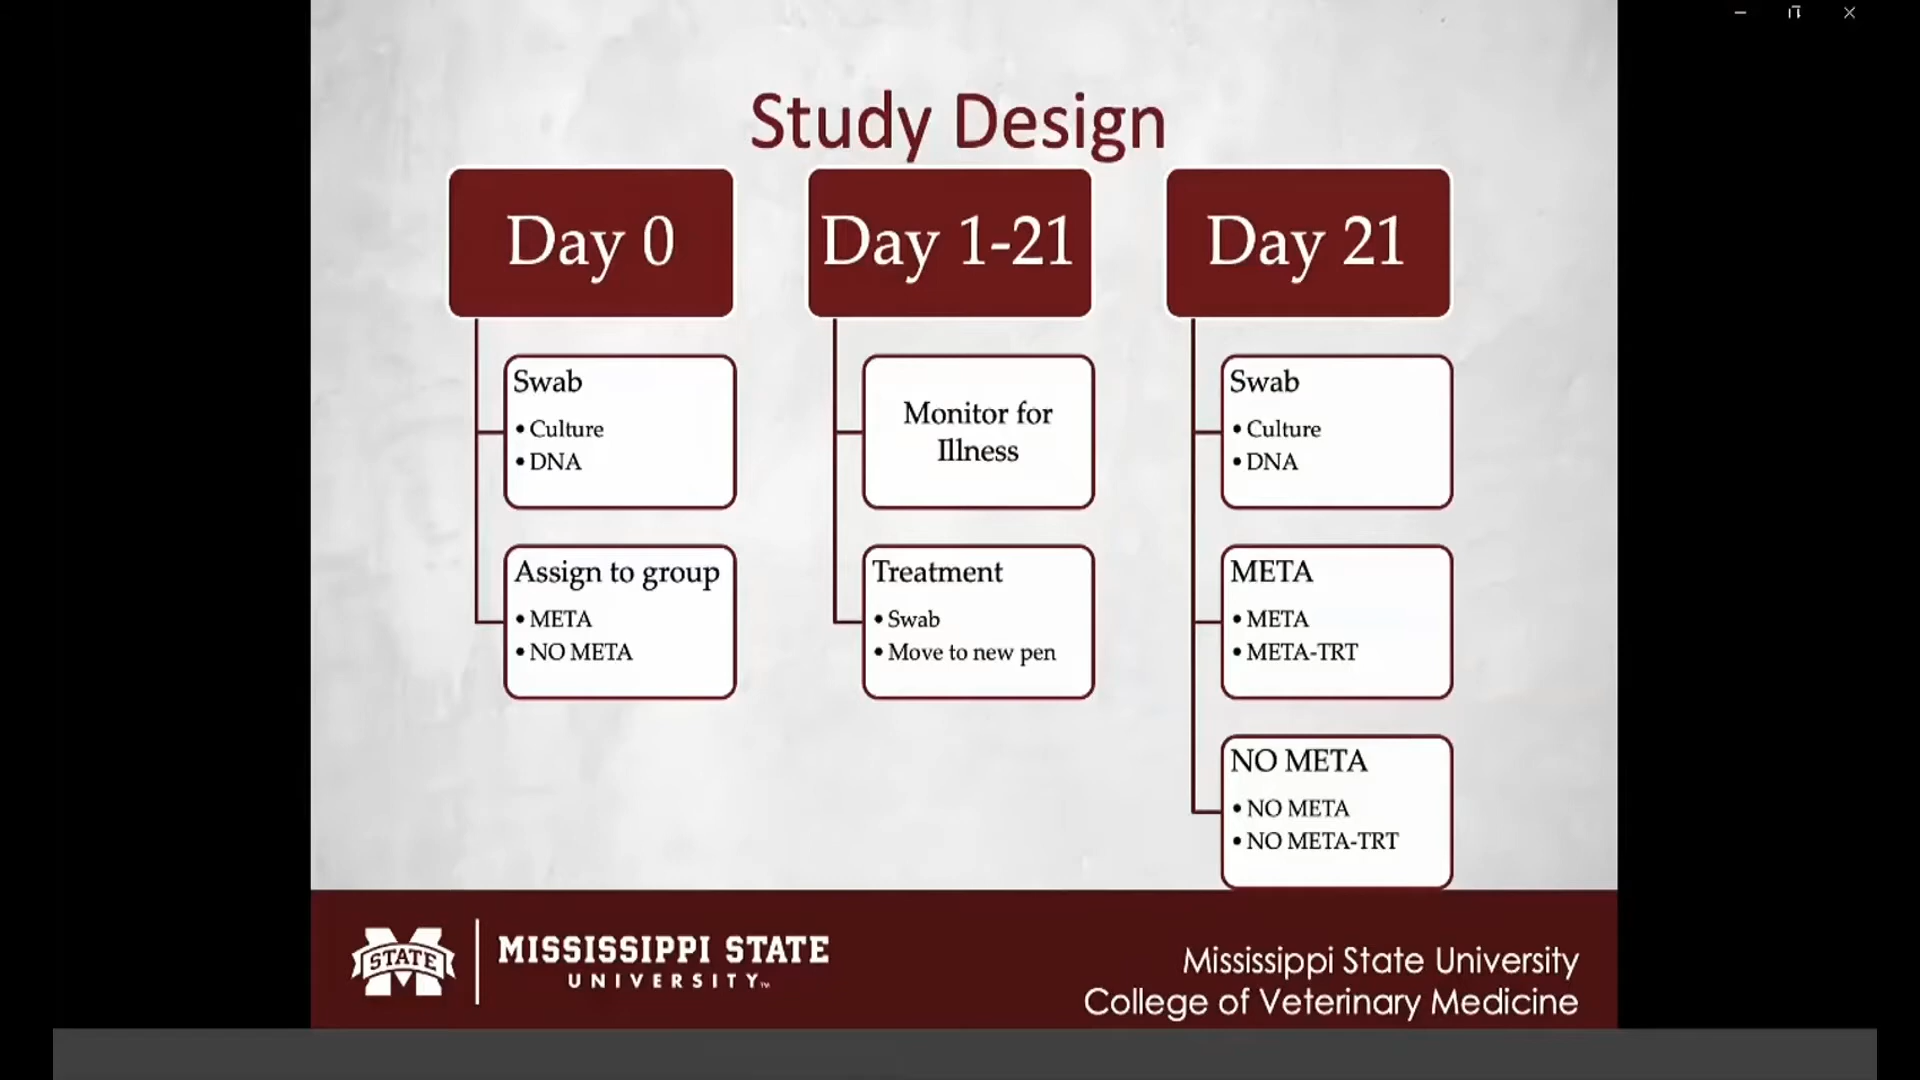 Study Design
Day 0
Swab
• Culture
• DNA
Assign to group
• META
• NO META
Day 1-21
Monitor for
Illness
Treatment
• Swab
• Move to new pen
Day 21
Swab
• Culture
• DNA
META
• META
• META-TRT
NO META
• NO META
• NO META-TRT
STATE
MISSISSIPPI STATE
UNIVERSITY™
Mississippi State University
College of Veterinary Medicine